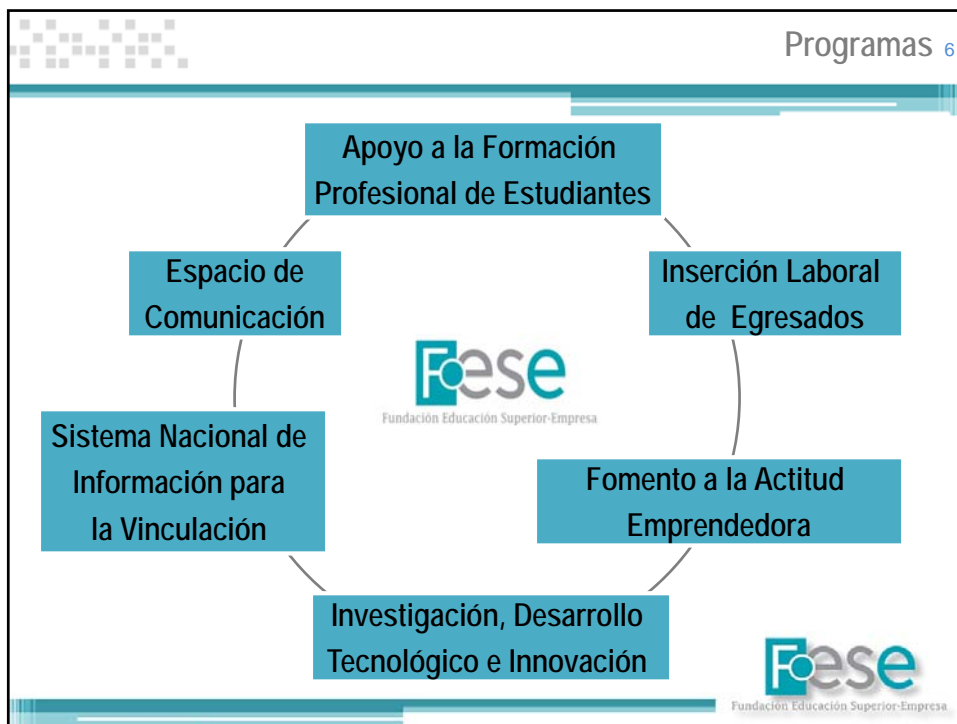 Programas 6
Apoyo a la Formación
Profesional de Estudiantes
Espacio de
Comunicación
Inserción Laboral
de Egresados
Fese
Fundación Educación Superior-Empresa
Sistema Nacional de
Información para
la Vinculación
Fomento a la Actitud
Emprendedora
Investigación, Desarrollo
Tecnológico e Innovación
Fese
Fundación Educación Superior-Empresa